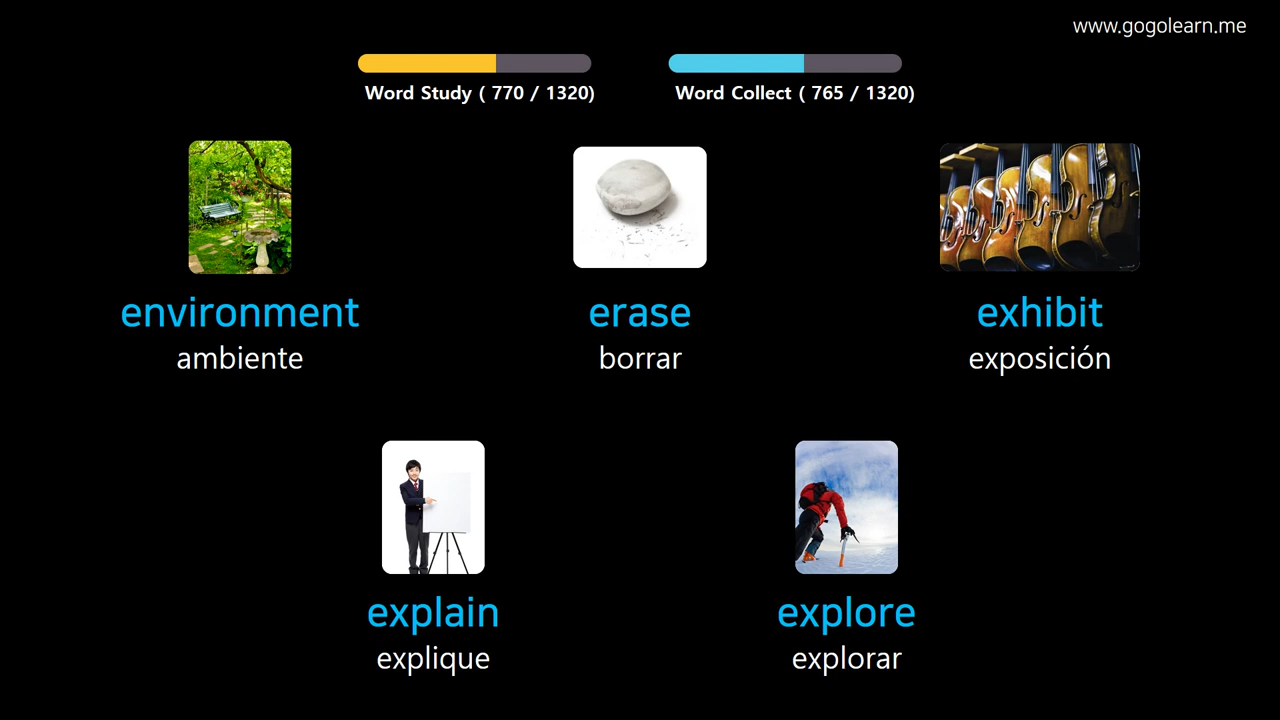 www.gogolearn.me
Word Study ( 770 / 1320)
Word Collect ( 765 / 1320)
environment
ambiente
erase
borrar
exhibit
exposición
explain
explique
explore
explorar